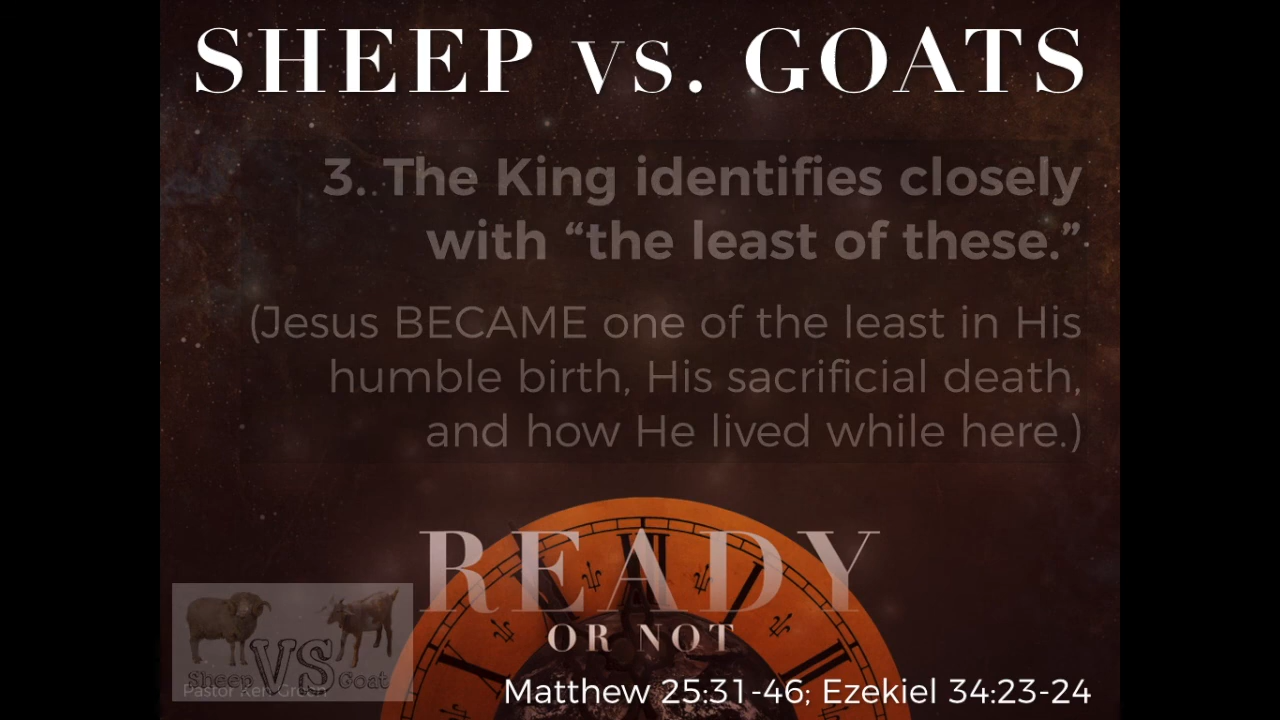 SHEEP VS. GOATS
3. The King identifies closely
with “the least of these.”
(Jesus BECAME one of the least in His
humble birth, His sacrificial death,
and how He lived while here.)
READY
OR NOT
Sheep VS Goat
Pastor Ken Green
Matthew 25:31-46; Ezekiel 34:23-24